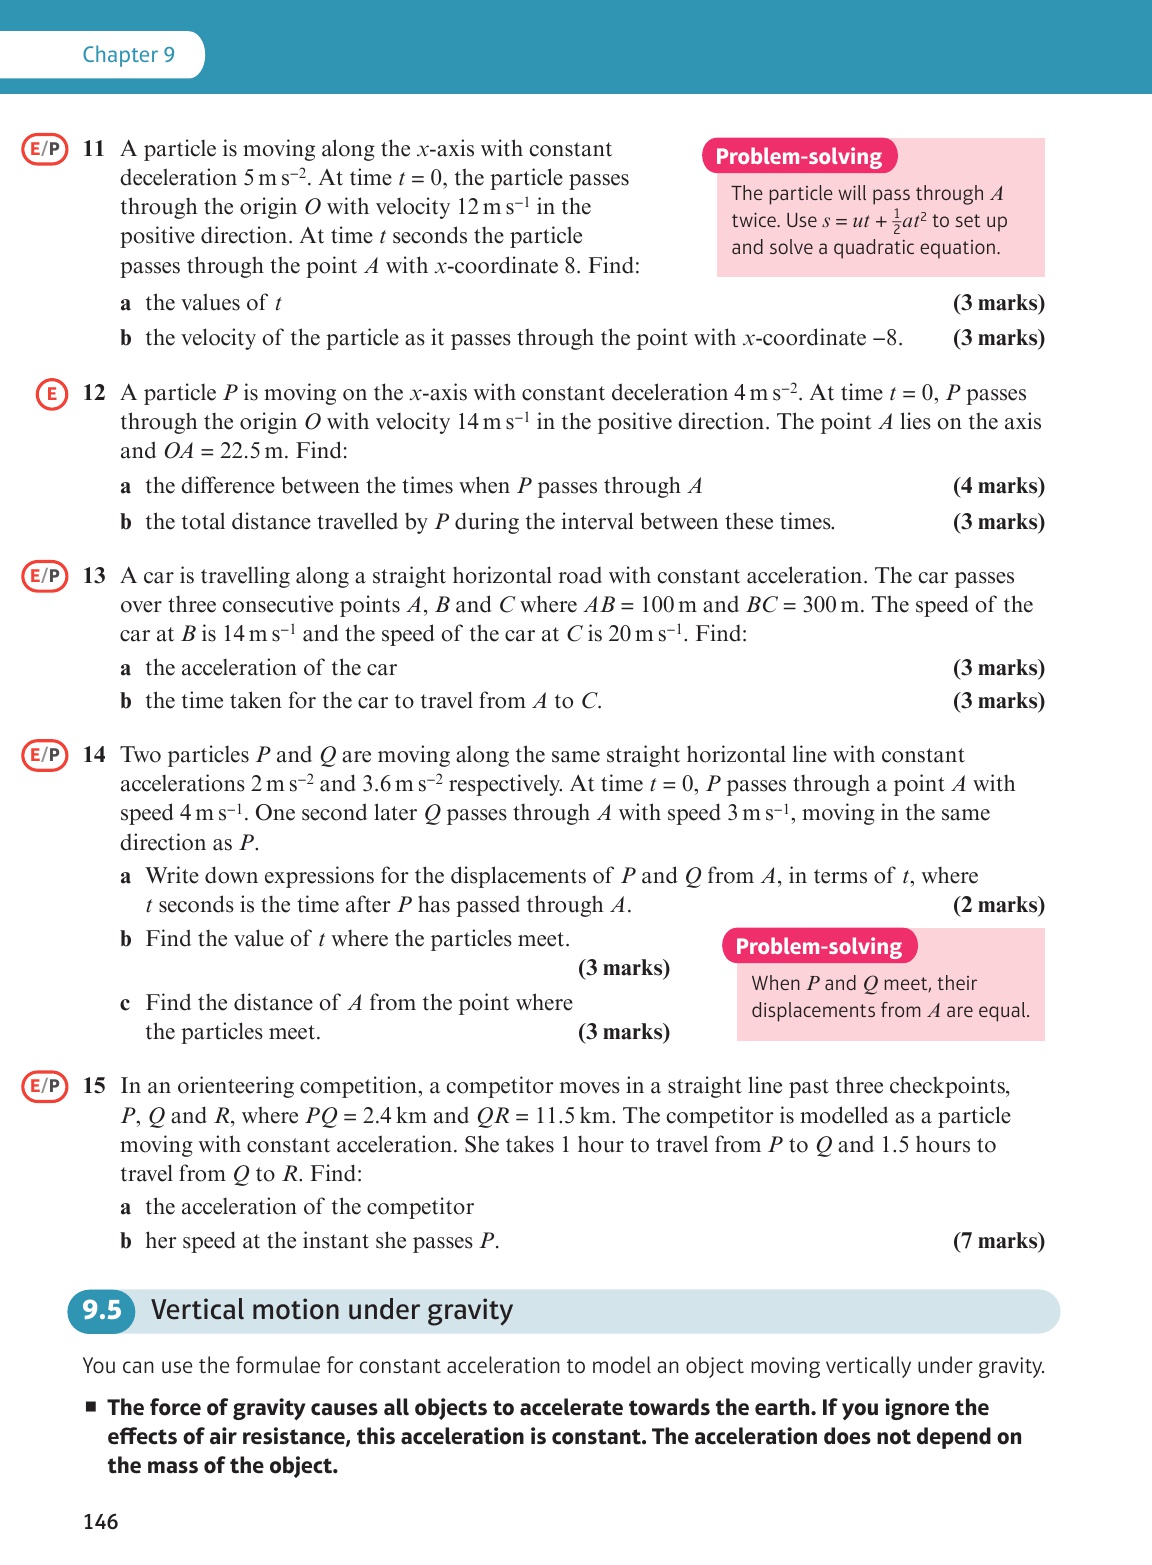 Chapter 9
E/P 11 A particle is moving along the x-axis with constant
deceleration 5 m s⁻². At time t = 0, the particle passes
through the origin O with velocity 12 m s⁻¹ in the
positive direction. At time t seconds the particle
passes through the point A with x-coordinate 8. Find:
Problem-solving
The particle will pass through A
twice. Use s = ut + ½at² to set up
and solve a quadratic equation.
a the values of t (3 marks)
b the velocity of the particle as it passes through the point with x-coordinate −8. (3 marks)
E 12 A particle P is moving on the x-axis with constant deceleration 4 m s⁻². At time t = 0, P passes
through the origin O with velocity 14 m s⁻¹ in the positive direction. The point A lies on the axis
and OA = 22.5 m. Find:
a the difference between the times when P passes through A (4 marks)
b the total distance travelled by P during the interval between these times. (3 marks)
E/P 13 A car is travelling along a straight horizontal road with constant acceleration. The car passes
over three consecutive points A, B and C where AB = 100 m and BC = 300 m. The speed of the
car at B is 14 m s⁻¹ and the speed of the car at C is 20 m s⁻¹. Find:
a the acceleration of the car (3 marks)
b the time taken for the car to travel from A to C. (3 marks)
E/P 14 Two particles P and Q are moving along the same straight horizontal line with constant
accelerations 2 m s⁻² and 3.6 m s⁻² respectively. At time t = 0, P passes through a point A with
speed 4 m s⁻¹. One second later Q passes through A with speed 3 m s⁻¹, moving in the same
direction as P.
a Write down expressions for the displacements of P and Q from A, in terms of t, where
t seconds is the time after P has passed through A. (2 marks)
b Find the value of t where the particles meet.
(3 marks)
c Find the distance of A from the point where
the particles meet. (3 marks)
Problem-solving
When P and Q meet, their
displacements from A are equal.
E/P 15 In an orienteering competition, a competitor moves in a straight line past three checkpoints,
P, Q and R, where PQ = 2.4 km and QR = 11.5 km. The competitor is modelled as a particle
moving with constant acceleration. She takes 1 hour to travel from P to Q and 1.5 hours to
travel from Q to R. Find:
a the acceleration of the competitor
b her speed at the instant she passes P. (7 marks)
9.5 Vertical motion under gravity
You can use the formulae for constant acceleration to model an object moving vertically under gravity.
■ The force of gravity causes all objects to accelerate towards the earth. If you ignore the
effects of air resistance, this acceleration is constant. The acceleration does not depend on
the mass of the object.
146